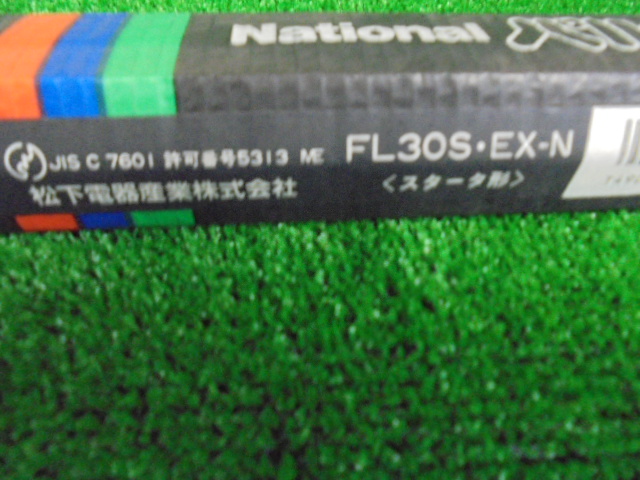 National
JIS C 7601 許可番号5313 ME
FL30S・EX-N
松下電器産業株式会社
〈スタータ形〉